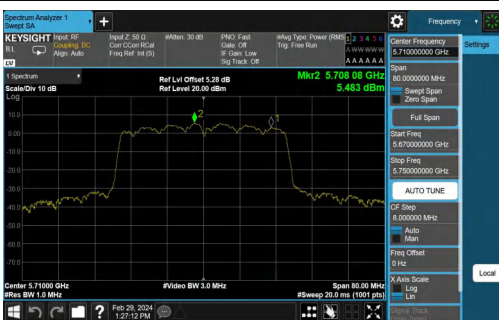 Spectrum Analyzer 1
Swept SA
+
Frequency
KEYSIGHT
RL
LW
Input: RF
Coupling: DC
Align: Auto
Input Z: 50 Ω
Corr CCorr RCal
Freq Ref: Int (S)
#Atten: 30 dB
PNO: Fast
Gate: Off
IF Gain: Low
Sig Track: Off
#Avg Type: Power (RMS
Trig: Free Run
1 2 3 4 5 6
A W W W W W
A A A A A A
1 Spectrum
Scale/Div 10 dB
Log
Ref Lvl Offset 5.28 dB
Ref Level 20.00 dBm
Mkr2 5.708 08 GHz
5.483 dBm
10.0
0.00
-10.0
-20.0
-30.0
-40.0
-50.0
-60.0
-70.0
2
1
Center 5.71000 GHz
#Res BW 1.0 MHz
#Video BW 3.0 MHz
Span 80.00 MHz
#Sweep 20.0 ms (1001 pts)
Center Frequency
5.710000000 GHz
Span
80.0000000 MHz
Swept Span
Zero Span
Full Span
Start Freq
5.670000000 GHz
Stop Freq
5.750000000 GHz
AUTO TUNE
CF Step
8.000000 MHz
Auto
Man
Freq Offset
0 Hz
X Axis Scale
Log
Lin
Signal Track
Settings
Local
?
Feb 29, 2024
1:27:12 PM